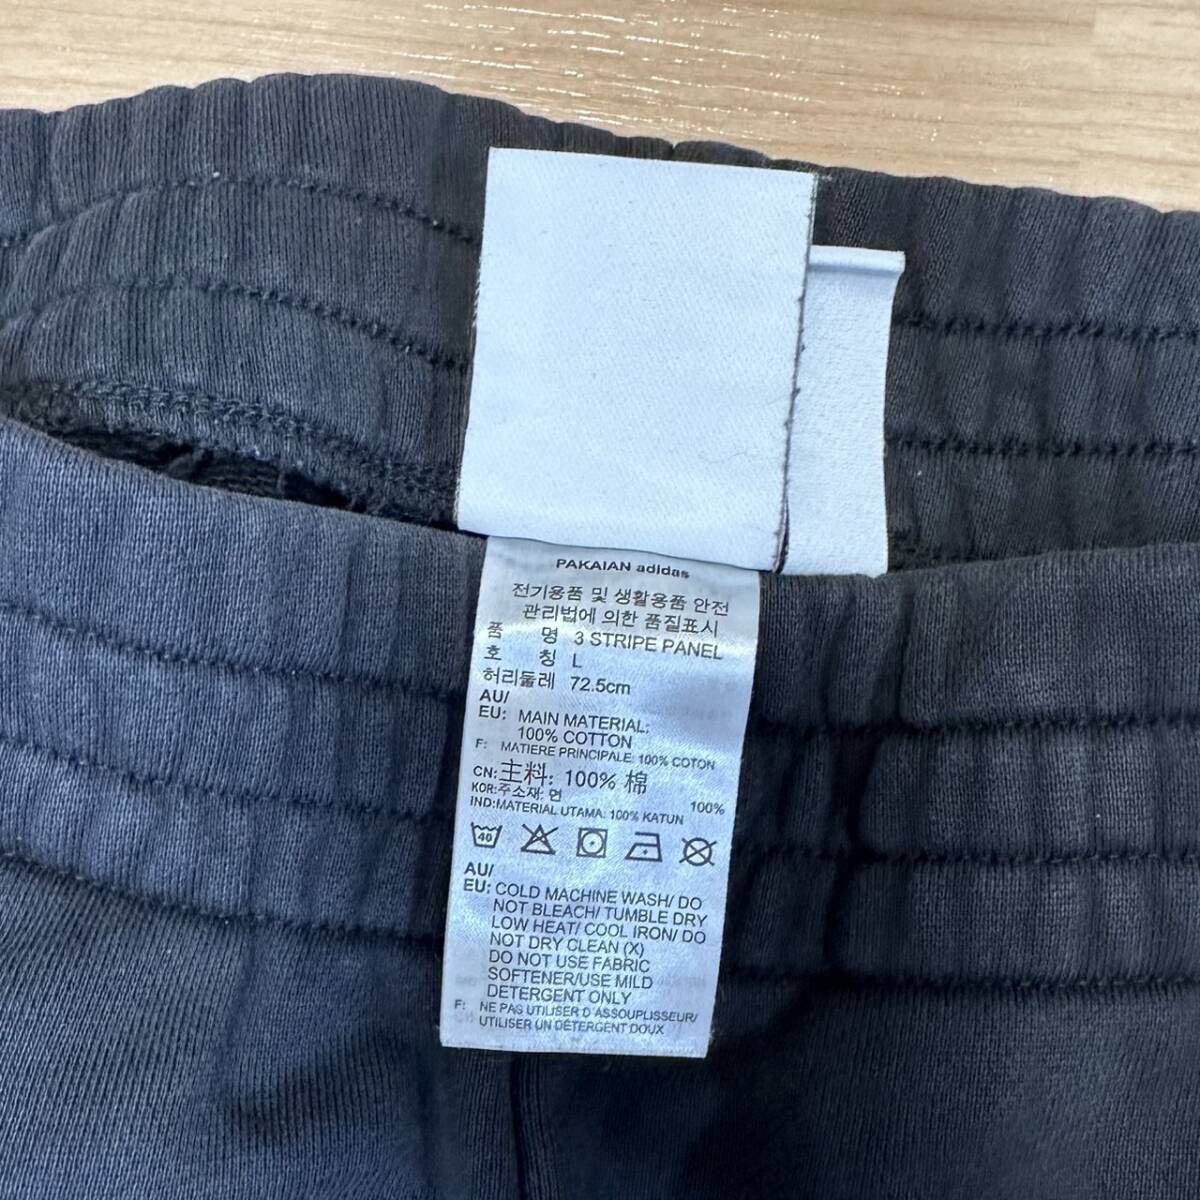 PAKAIAN adidas
전기용품 및 생활용품 안전
관리법에 의한 품질표시
품 명 3 STRIPE PANEL
호 칭 L
허리둘레 72.5cm
AU/
EU: MAIN MATERIAL:
100% COTTON
F: MATIERE PRINCIPALE: 100% COTON
CN: 主料: 100% 棉
KOR:주소재: 면 100%
IND:MATERIAL UTAMA: 100% KATUN
40
AU/
EU: COLD MACHINE WASH/ DO
NOT BLEACH/ TUMBLE DRY
LOW HEAT/ COOL IRON/ DO
NOT DRY CLEAN (X)
DO NOT USE FABRIC
SOFTENER/USE MILD
DETERGENT ONLY
F: NE PAS UTILISER D'ASSOUPLISSEUR/
UTILISER UN DÉTERGENT DOUX